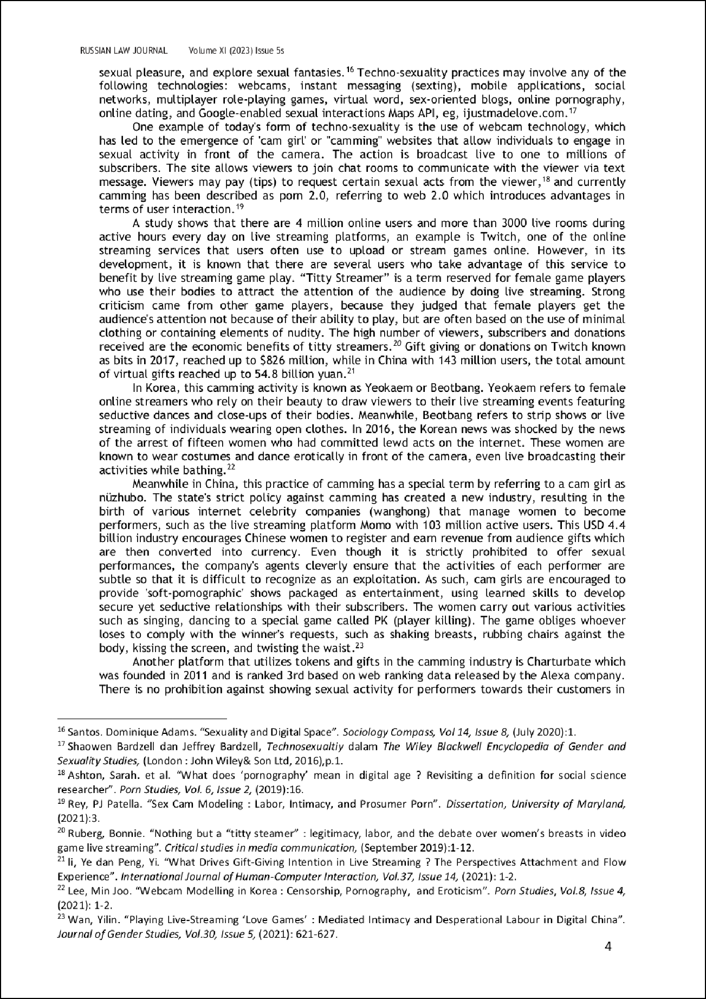 RUSSIAN LAW JOURNAL Volume XI (2023) Issue 5s
sexual pleasure, and explore sexual fantasies.16 Techno-sexuality practices may involve any of the
following technologies: webcams, instant messaging (sexting), mobile applications, social
networks, multiplayer role-playing games, virtual word, sex-oriented blogs, online pornography,
online dating, and Google-enabled sexual interactions Maps API, eg, ijustmadelove.com.17
One example of today's form of techno-sexuality is the use of webcam technology, which
has led to the emergence of 'cam girl' or "camming" websites that allow individuals to engage in
sexual activity in front of the camera. The action is broadcast live to one to millions of
subscribers. The site allows viewers to join chat rooms to communicate with the viewer via text
message. Viewers may pay (tips) to request certain sexual acts from the viewer,18 and currently
camming has been described as porn 2.0, referring to web 2.0 which introduces advantages in
terms of user interaction.19
A study shows that there are 4 million online users and more than 3000 live rooms during
active hours every day on live streaming platforms, an example is Twitch, one of the online
streaming services that users often use to upload or stream games online. However, in its
development, it is known that there are several users who take advantage of this service to
benefit by live streaming game play. “Titty Streamer” is a term reserved for female game players
who use their bodies to attract the attention of the audience by doing live streaming. Strong
criticism came from other game players, because they judged that female players get the
audience's attention not because of their ability to play, but are often based on the use of minimal
clothing or containing elements of nudity. The high number of viewers, subscribers and donations
received are the economic benefits of titty streamers.20 Gift giving or donations on Twitch known
as bits in 2017, reached up to $826 million, while in China with 143 million users, the total amount
of virtual gifts reached up to 54.8 billion yuan.21
In Korea, this camming activity is known as Yeokaem or Beotbang. Yeokaem refers to female
online streamers who rely on their beauty to draw viewers to their live streaming events featuring
seductive dances and close-ups of their bodies. Meanwhile, Beotbang refers to strip shows or live
streaming of individuals wearing open clothes. In 2016, the Korean news was shocked by the news
of the arrest of fifteen women who had committed lewd acts on the internet. These women are
known to wear costumes and dance erotically in front of the camera, even live broadcasting their
activities while bathing.22
Meanwhile in China, this practice of camming has a special term by referring to a cam girl as
nüzhubo. The state's strict policy against camming has created a new industry, resulting in the
birth of various internet celebrity companies (wanghong) that manage women to become
performers, such as the live streaming platform Momo with 103 million active users. This USD 4.4
billion industry encourages Chinese women to register and earn revenue from audience gifts which
are then converted into currency. Even though it is strictly prohibited to offer sexual
performances, the company's agents cleverly ensure that the activities of each performer are
subtle so that it is difficult to recognize as an exploitation. As such, cam girls are encouraged to
provide 'soft-pornographic' shows packaged as entertainment, using learned skills to develop
secure yet seductive relationships with their subscribers. The women carry out various activities
such as singing, dancing to a special game called PK (player killing). The game obliges whoever
loses to comply with the winner's requests, such as shaking breasts, rubbing chairs against the
body, kissing the screen, and twisting the waist.23
Another platform that utilizes tokens and gifts in the camming industry is Charturbate which
was founded in 2011 and is ranked 3rd based on web ranking data released by the Alexa company.
There is no prohibition against showing sexual activity for performers towards their customers in
16 Santos. Dominique Adams. “Sexuality and Digital Space”. Sociology Compass, Vol 14, Issue 8, (July 2020):1.
17 Shaowen Bardzell dan Jeffrey Bardzell, Technosexualtiy dalam The Wiley Blackwell Encyclopedia of Gender and
Sexuality Studies, (London : John Wiley& Son Ltd, 2016),p.1.
18 Ashton, Sarah. et al. “What does ‘pornography’ mean in digital age ? Revisiting a definition for social science
researcher”. Porn Studies, Vol. 6, Issue 2, (2019):16.
19 Rey, PJ Patella. “Sex Cam Modeling : Labor, Intimacy, and Prosumer Porn”. Dissertation, University of Maryland,
(2021):3.
20 Ruberg, Bonnie. “Nothing but a “titty steamer” : legitimacy, labor, and the debate over women’s breasts in video
game live streaming”. Critical studies in media communication, (September 2019):1-12.
21 li, Ye dan Peng, Yi. “What Drives Gift-Giving Intention in Live Streaming ? The Perspectives Attachment and Flow
Experience”. International Journal of Human-Computer Interaction, Vol.37, Issue 14, (2021): 1-2.
22 Lee, Min Joo. “Webcam Modelling in Korea : Censorship, Pornography, and Eroticism”. Porn Studies, Vol.8, Issue 4,
(2021): 1-2.
23 Wan, Yilin. “Playing Live-Streaming ‘Love Games’ : Mediated Intimacy and Desperational Labour in Digital China”.
Journal of Gender Studies, Vol.30, Issue 5, (2021): 621-627.
4